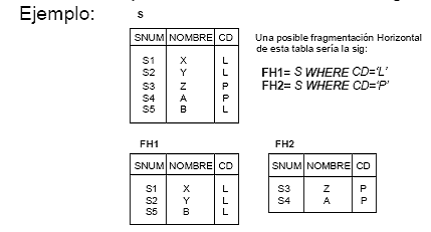 Ejemplo:
S
SNUM NOMBRE CD
S1 X L
S2 Y L
S3 Z P
S4 A P
S5 B L
Una posible fragmentación Horizontal
de esta tabla sería la sig:
FH1= S WHERE CD='L'
FH2= S WHERE CD='P'
FH1
SNUM NOMBRE CD
S1 X L
S2 Y L
S5 B L
FH2
SNUM NOMBRE CD
S3 Z P
S4 A P